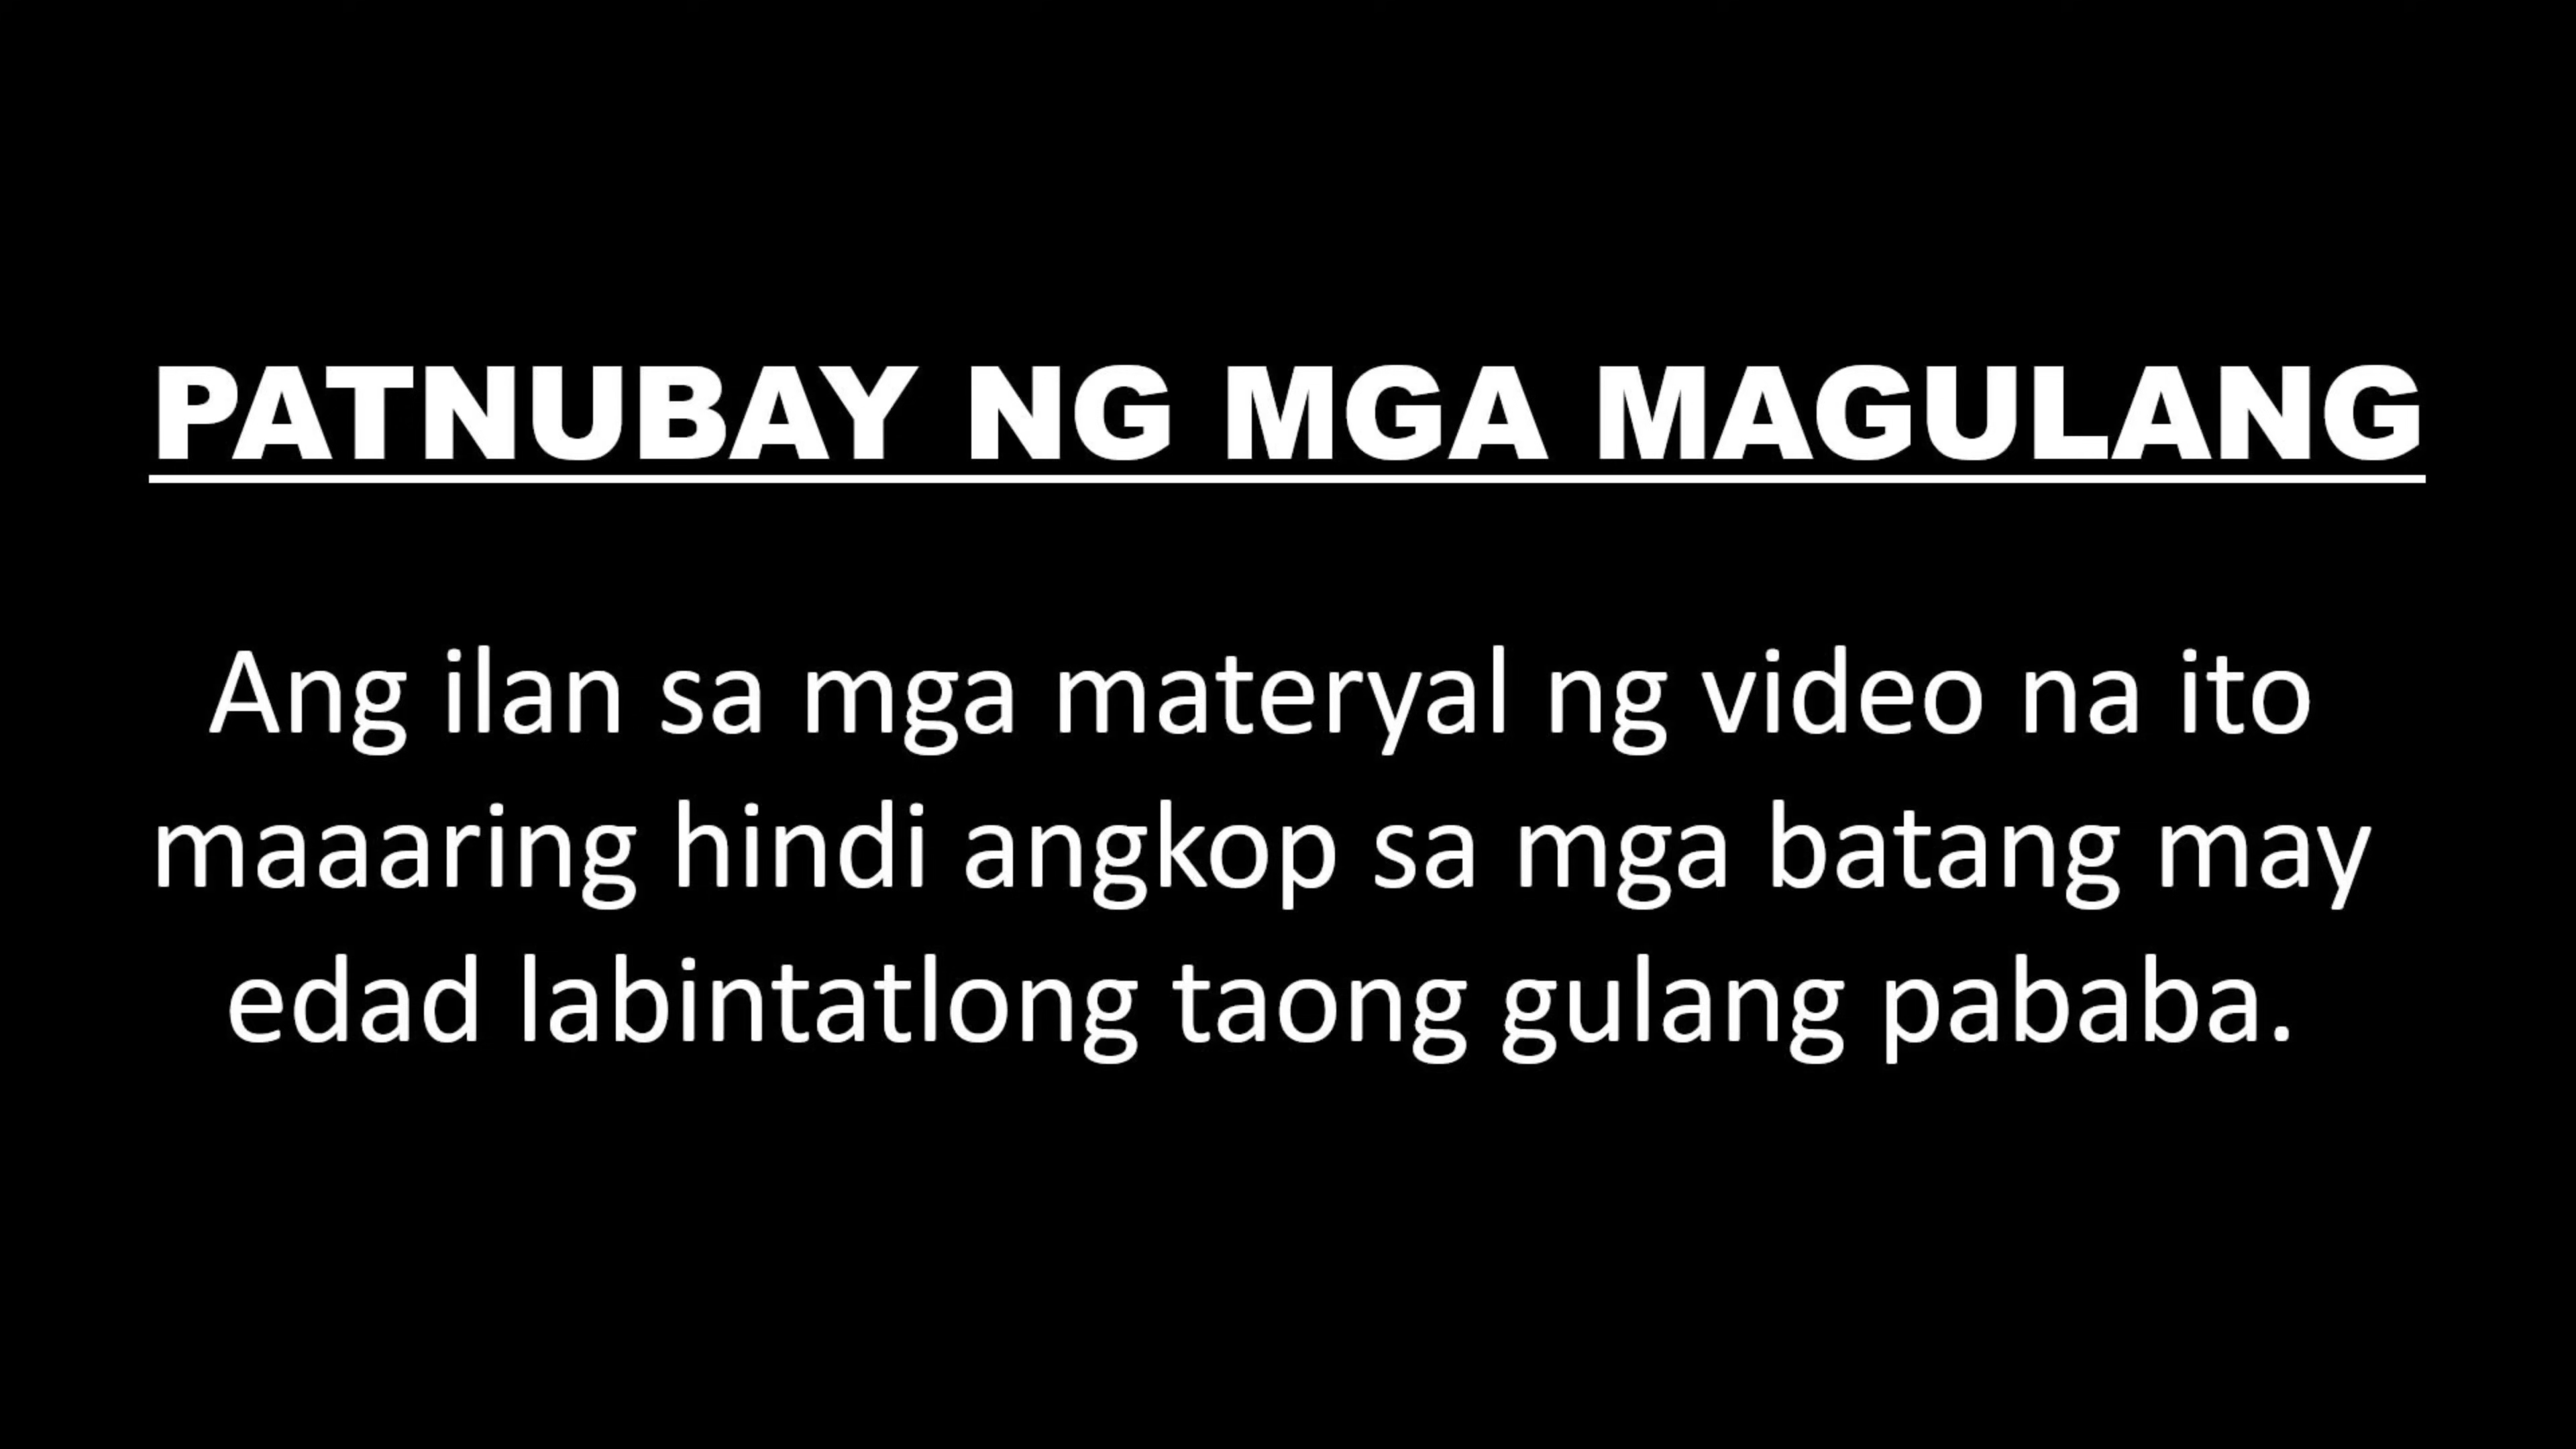 PATNUBAY NG MGA MAGULANG
Ang ilan sa mga materyal ng video na ito
maaaring hindi angkop sa mga batang may
edad labintatlong taong gulang pababa.